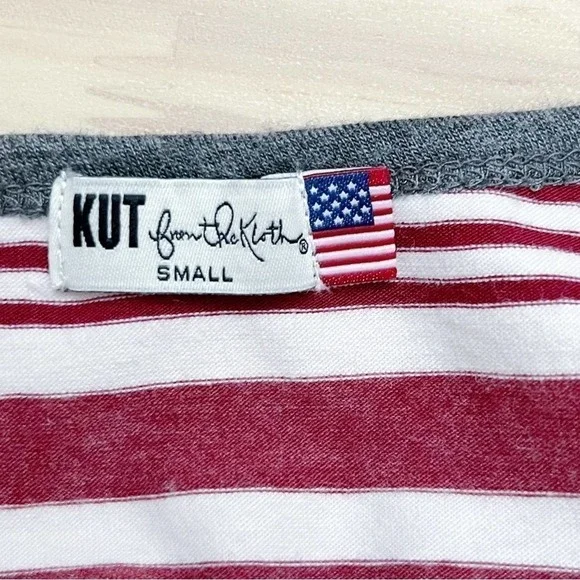 KUT from the Kloth®
SMALL